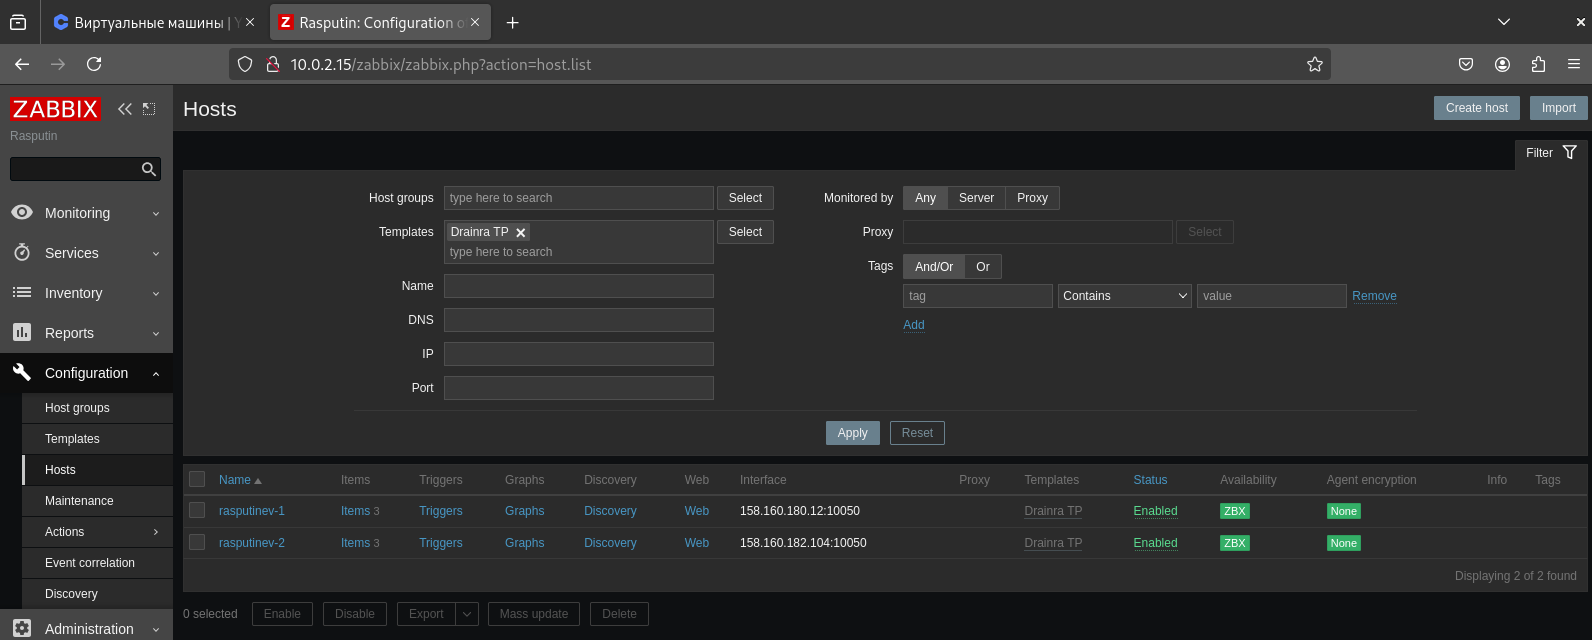 Виртуальные машины | Y
Z Rasputin: Configuration o
10.0.2.15/zabbix/zabbix.php?action=host.list
ZABBIX
Rasputin
Monitoring
Services
Inventory
Reports
Configuration
Host groups
Templates
Hosts
Maintenance
Actions
Event correlation
Discovery
Administration
Hosts
Create host Import
Filter
Host groups type here to search Select
Templates Drainra TP Select
type here to search
Name
DNS
IP
Port
Monitored by Any Server Proxy
Proxy Select
Tags And/Or Or
tag Contains value Remove
Add
Apply Reset
Name Items Triggers Graphs Discovery Web Interface Proxy Templates Status Availability Agent encryption Info Tags
rasputinev-1 Items 3 Triggers Graphs Discovery Web 158.160.180.12:10050 Drainra TP Enabled ZBX None
rasputinev-2 Items 3 Triggers Graphs Discovery Web 158.160.182.104:10050 Drainra TP Enabled ZBX None
Displaying 2 of 2 found
0 selected Enable Disable Export Mass update Delete